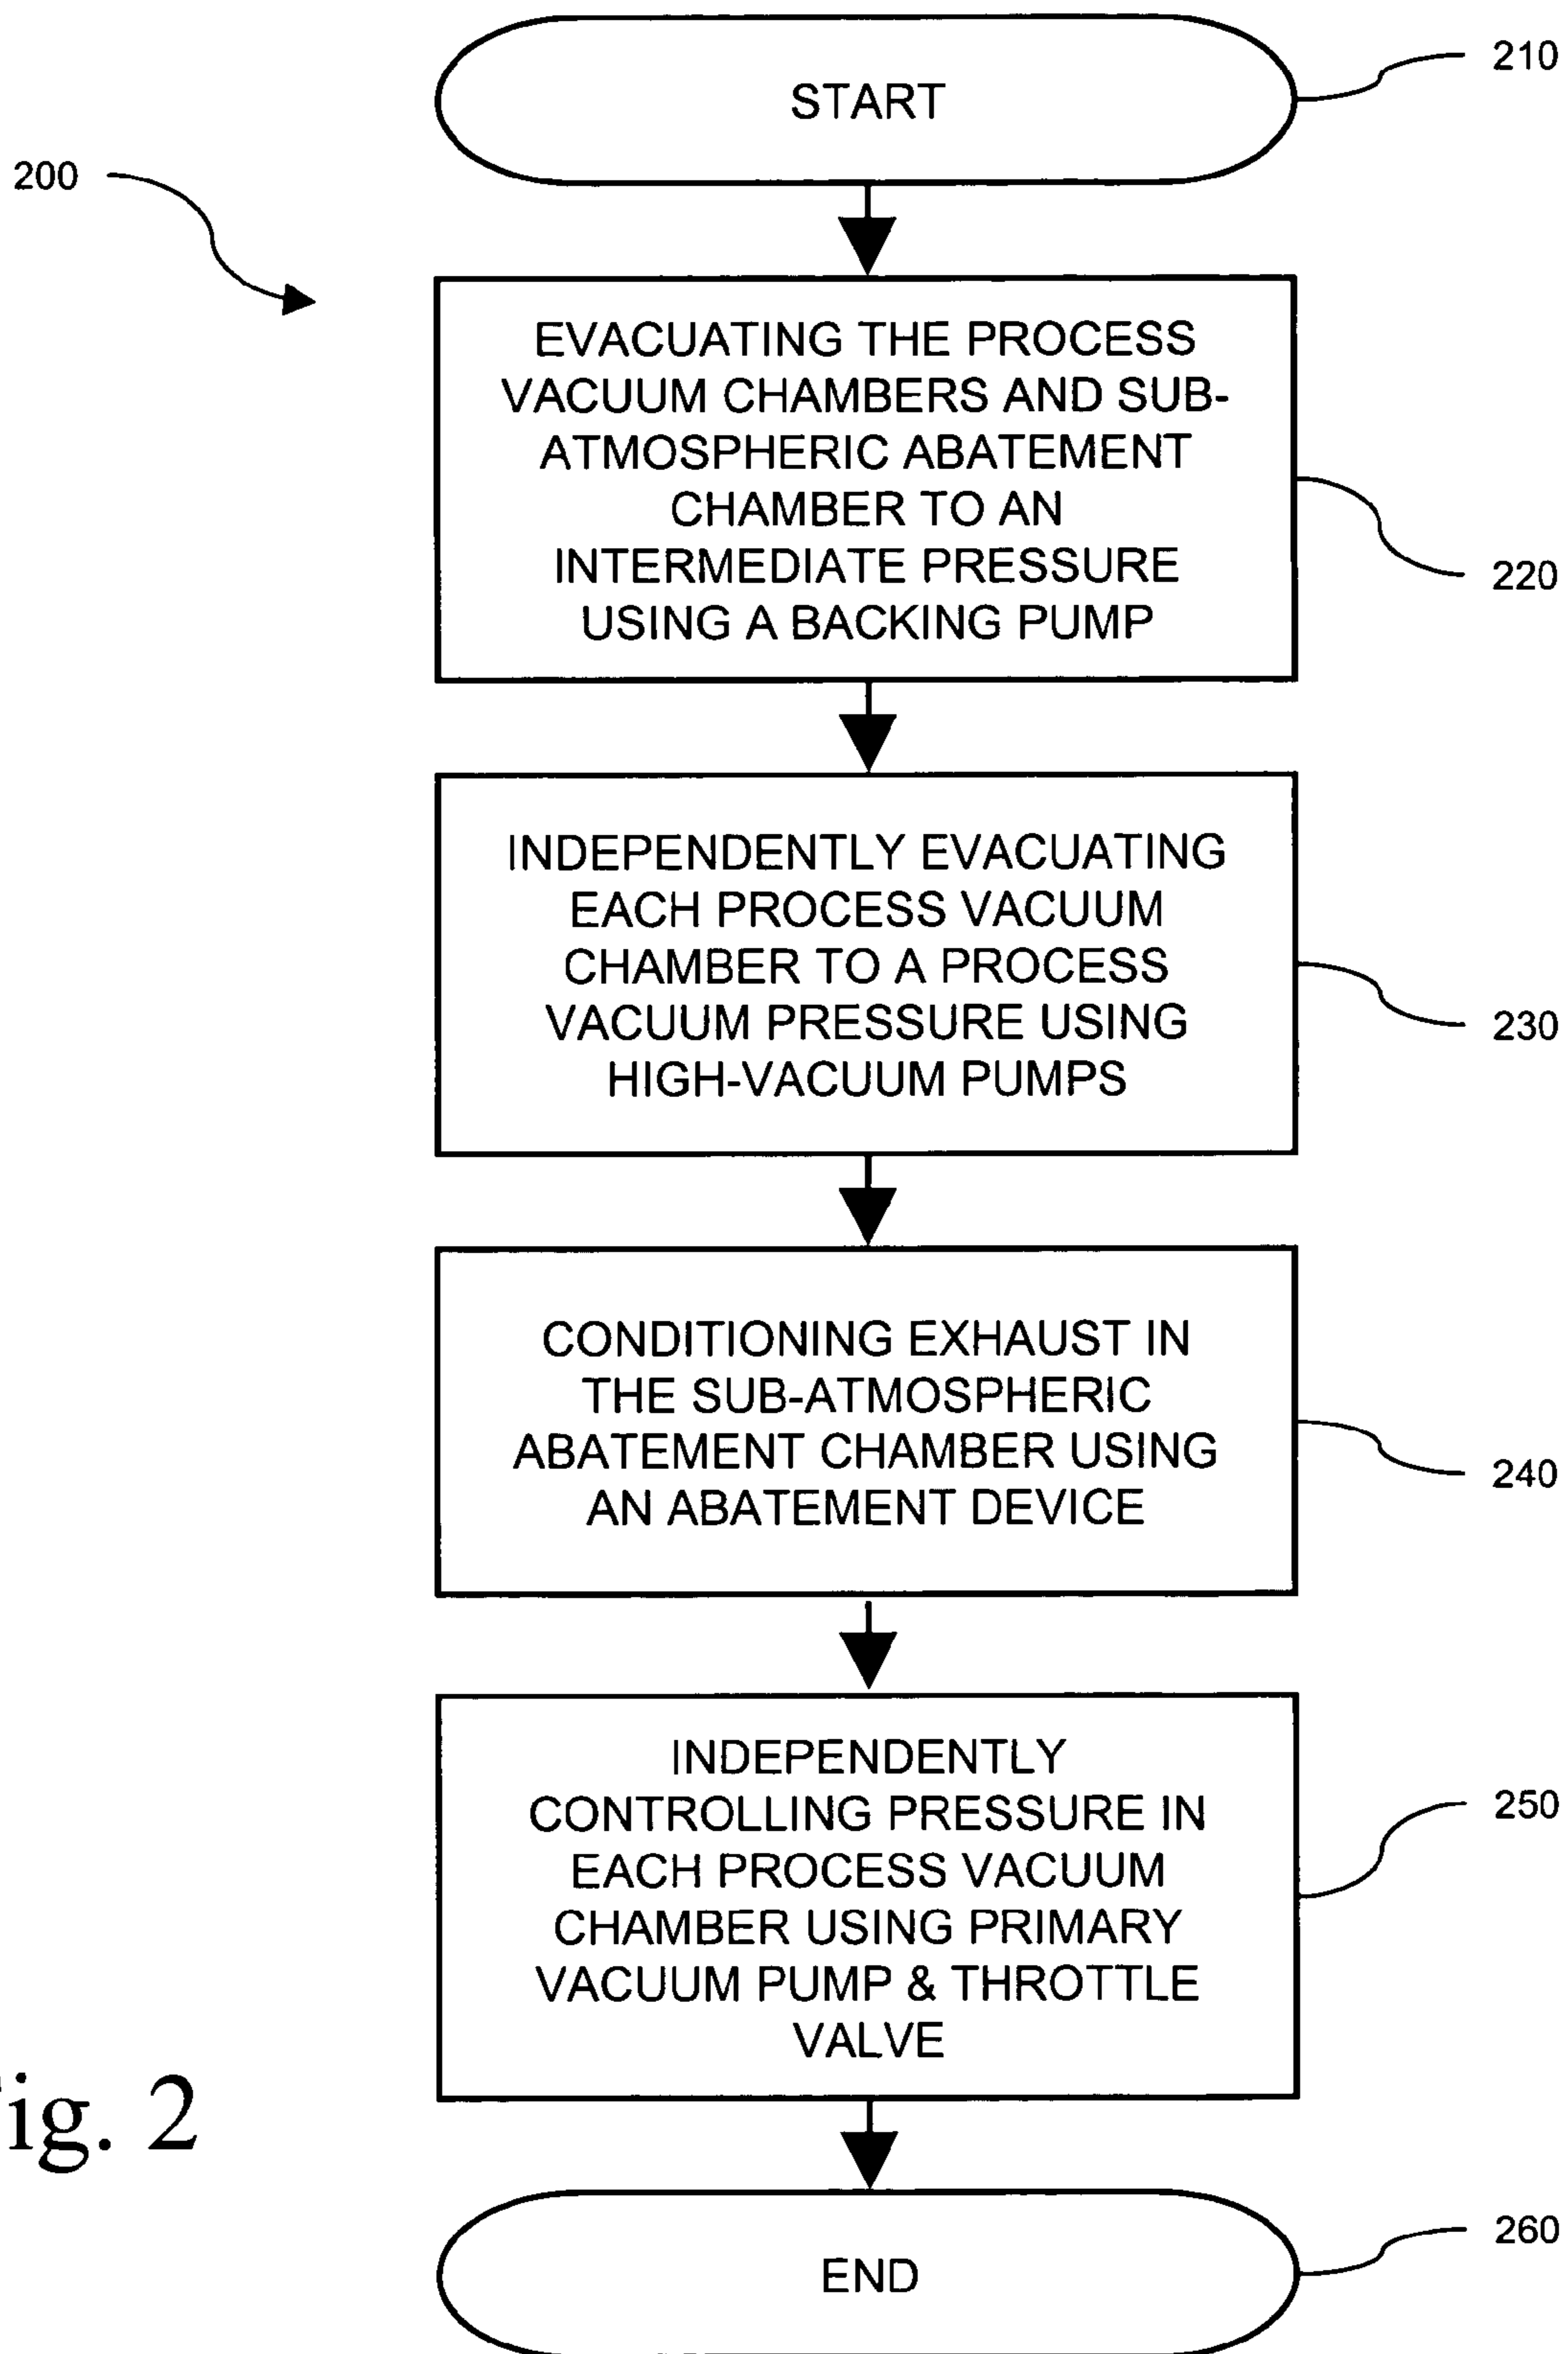 START
210
200
EVACUATING THE PROCESS
VACUUM CHAMBERS AND SUB-
ATMOSPHERIC ABATEMENT
CHAMBER TO AN
INTERMEDIATE PRESSURE
USING A BACKING PUMP
220
INDEPENDENTLY EVACUATING
EACH PROCESS VACUUM
CHAMBER TO A PROCESS
VACUUM PRESSURE USING
HIGH-VACUUM PUMPS
230
CONDITIONING EXHAUST IN
THE SUB-ATMOSPHERIC
ABATEMENT CHAMBER USING
AN ABATEMENT DEVICE
240
INDEPENDENTLY
CONTROLLING PRESSURE IN
EACH PROCESS VACUUM
CHAMBER USING PRIMARY
VACUUM PUMP & THROTTLE
VALVE
250
ig. 2
END
260